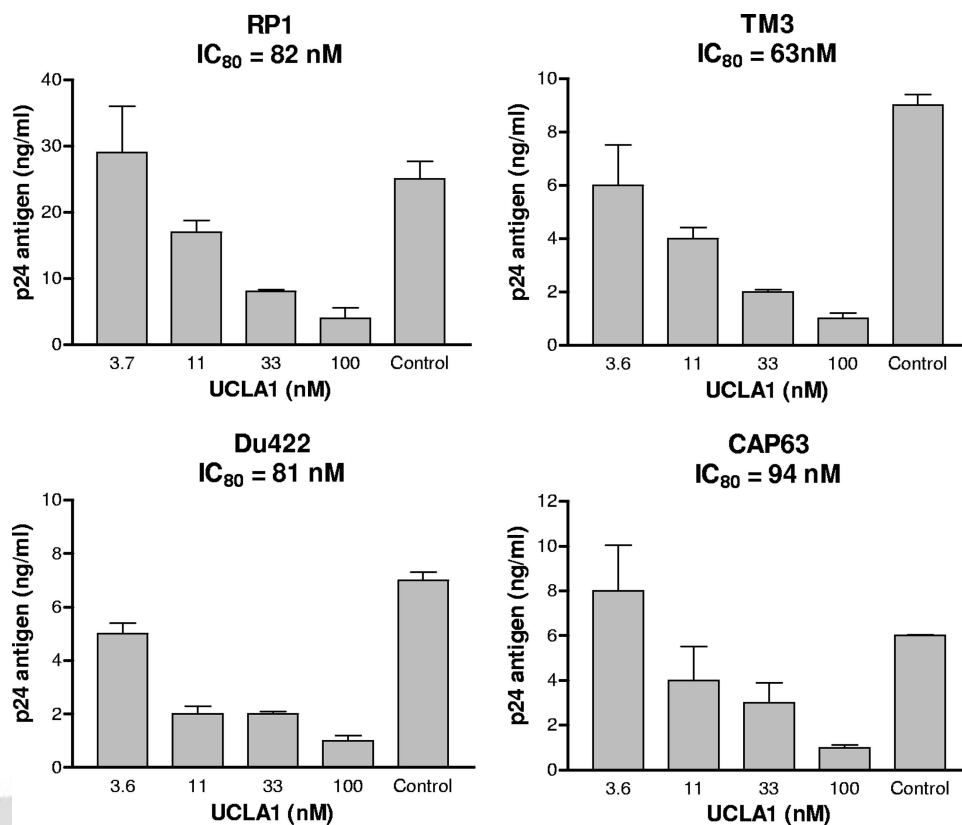 RP1
IC80 = 82 nM
p24 antigen (ng/ml)
40
30
20
10
0
3.7 11 33 100 Control
UCLA1 (nM)
TM3
IC80 = 63nM
p24 antigen (ng/ml)
10
8
6
4
2
0
3.6 11 33 100 Control
UCLA1 (nM)
Du422
IC80 = 81 nM
p24 antigen (ng/ml)
10
8
6
4
2
0
3.6 11 33 100 Control
UCLA1 (nM)
CAP63
IC80 = 94 nM
p24 antigen (ng/ml)
12
10
8
6
4
2
0
3.6 11 33 100 Control
UCLA1 (nM)